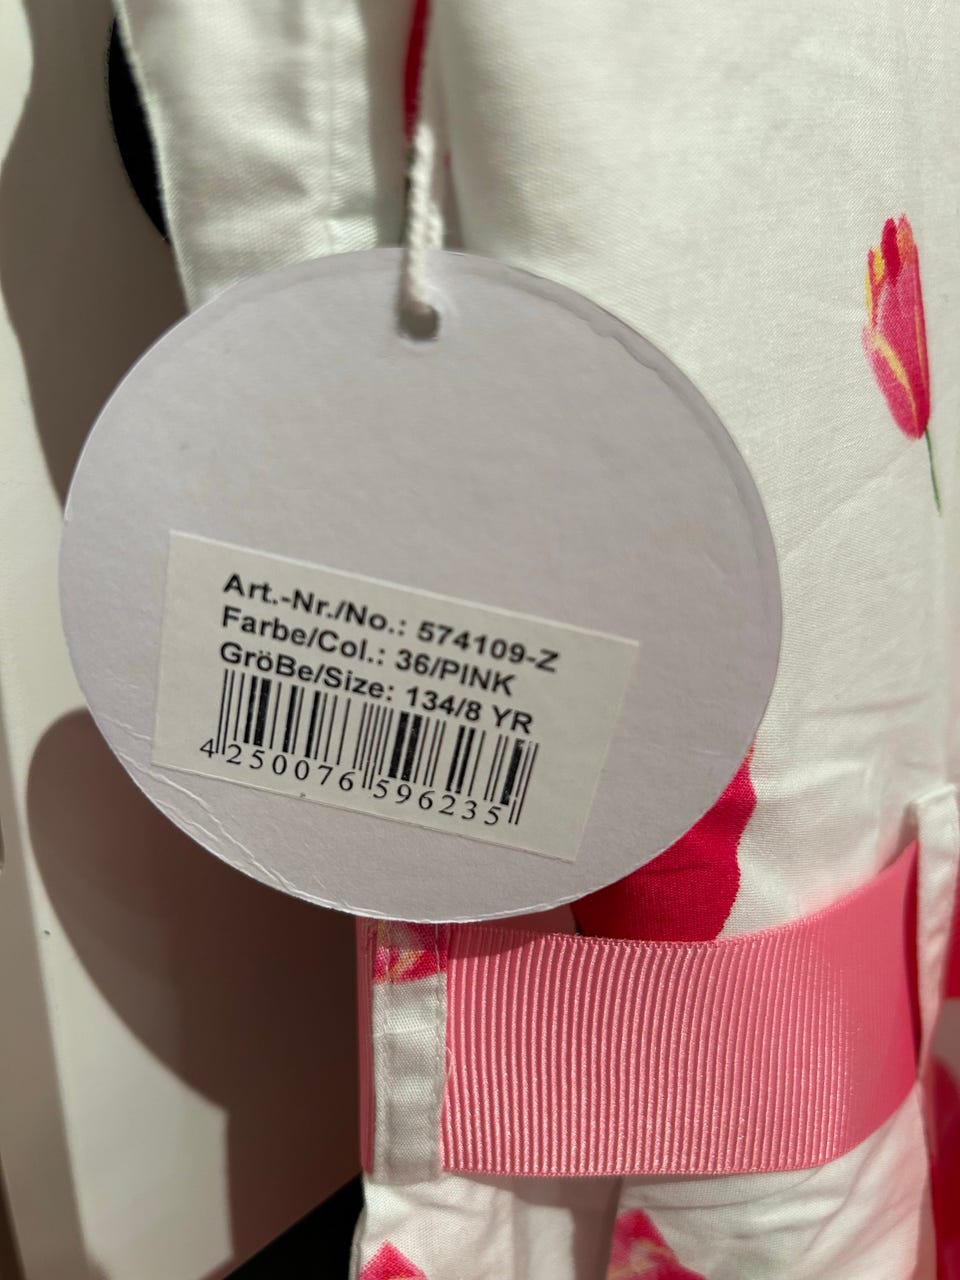 Art.-Nr./No.: 574109-Z
Farbe/Col.: 36/PINK
GröBe/Size: 134/8 YR
4 250076 596235